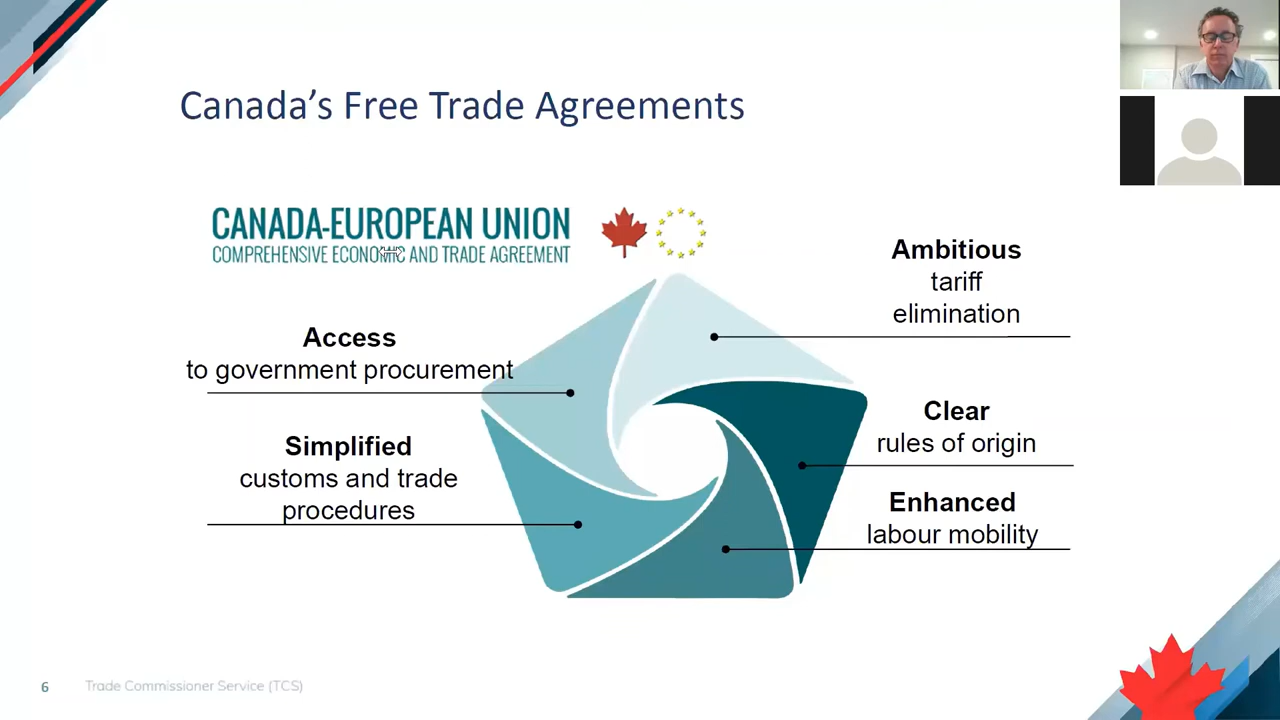 Canada's Free Trade Agreements
CANADA-EUROPEAN UNION
COMPREHENSIVE ECONOMIC AND TRADE AGREEMENT
Ambitious
tariff
elimination
Access
to government procurement
Clear
rules of origin
Simplified
customs and trade
procedures
Enhanced
labour mobility
6
Trade Commissioner Service (TCS)